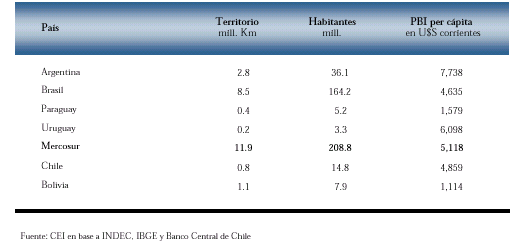 País Territorio mill. Km Habitantes mill. PBI per cápita en U$S corrientes
Argentina 2.8 36.1 7,738
Brasil 8.5 164.2 4,635
Paraguay 0.4 5.2 1,579
Uruguay 0.2 3.3 6,098
Mercosur 11.9 208.8 5,118
Chile 0.8 14.8 4,859
Bolivia 1.1 7.9 1,114
Fuente: CEI en base a INDEC, IBGE y Banco Central de Chile